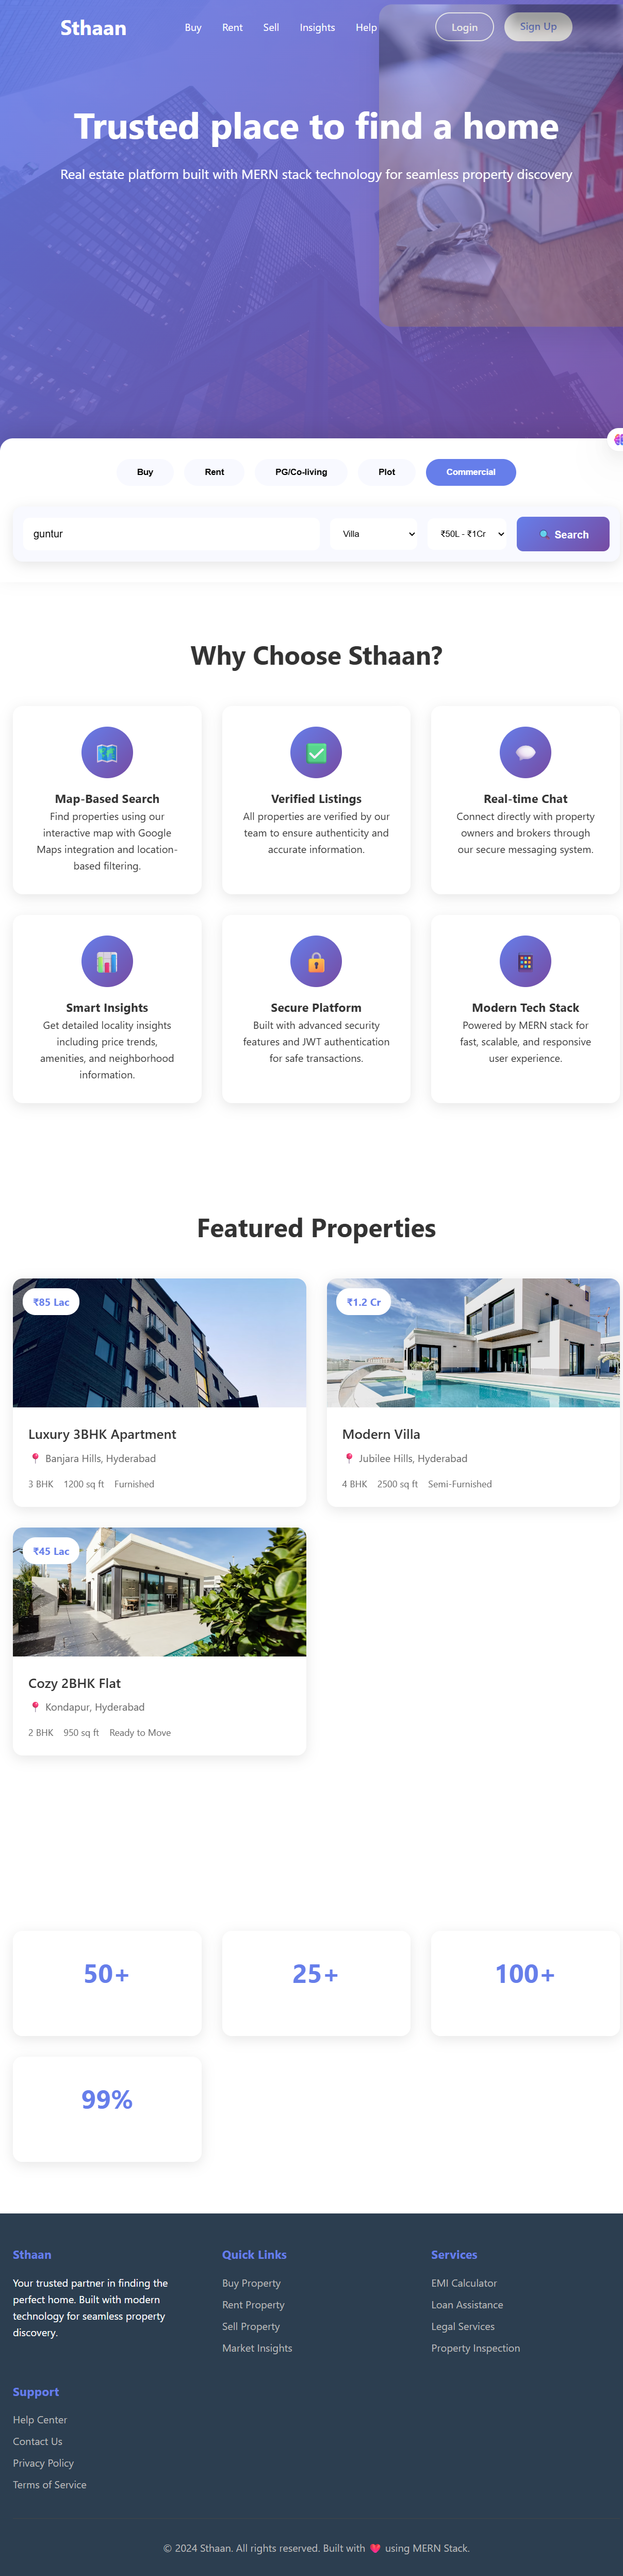 Sthaan
Buy
Rent
Sell
Insights
Help
Login
Sign Up
Trusted place to find a home
Real estate platform built with MERN stack technology for seamless property discovery
Buy
Rent
PG/Co-living
Plot
Commercial
guntur
Villa
₹50L - ₹1Cr
Search
Why Choose Sthaan?
Map-Based Search
Find properties using our
interactive map with Google
Maps integration and location-
based filtering.
Verified Listings
All properties are verified by our
team to ensure authenticity and
accurate information.
Real-time Chat
Connect directly with property
owners and brokers through
our secure messaging system.
Smart Insights
Get detailed locality insights
including price trends,
amenities, and neighborhood
information.
Secure Platform
Built with advanced security
features and JWT authentication
for safe transactions.
Modern Tech Stack
Powered by MERN stack for
fast, scalable, and responsive
user experience.
Featured Properties
₹85 Lac
Luxury 3BHK Apartment
Banjara Hills, Hyderabad
3 BHK 1200 sq ft Furnished
₹1.2 Cr
Modern Villa
Jubilee Hills, Hyderabad
4 BHK 2500 sq ft Semi-Furnished
₹45 Lac
Cozy 2BHK Flat
Kondapur, Hyderabad
2 BHK 950 sq ft Ready to Move
50+
25+
100+
99%
Sthaan
Your trusted partner in finding the
perfect home. Built with modern
technology for seamless property
discovery.
Quick Links
Buy Property
Rent Property
Sell Property
Market Insights
Services
EMI Calculator
Loan Assistance
Legal Services
Property Inspection
Support
Help Center
Contact Us
Privacy Policy
Terms of Service
© 2024 Sthaan. All rights reserved. Built with ❤️ using MERN Stack.